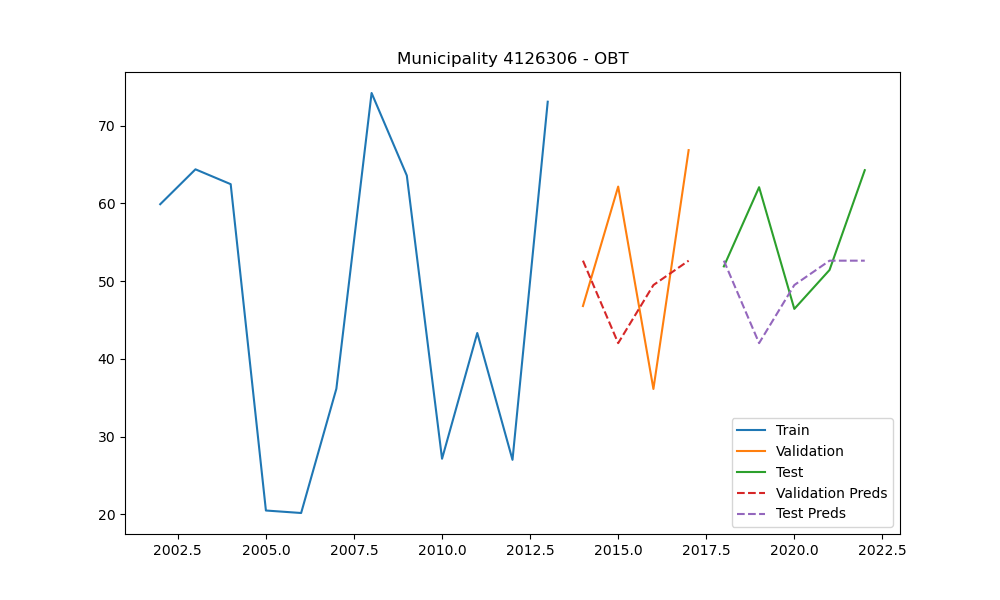 Municipality 4126306 - OBT
70
60
50
40
30
20
2002.5 2005.0 2007.5 2010.0 2012.5 2015.0 2017.5 2020.0 2022.5
Train
Validation
Test
Validation Preds
Test Preds